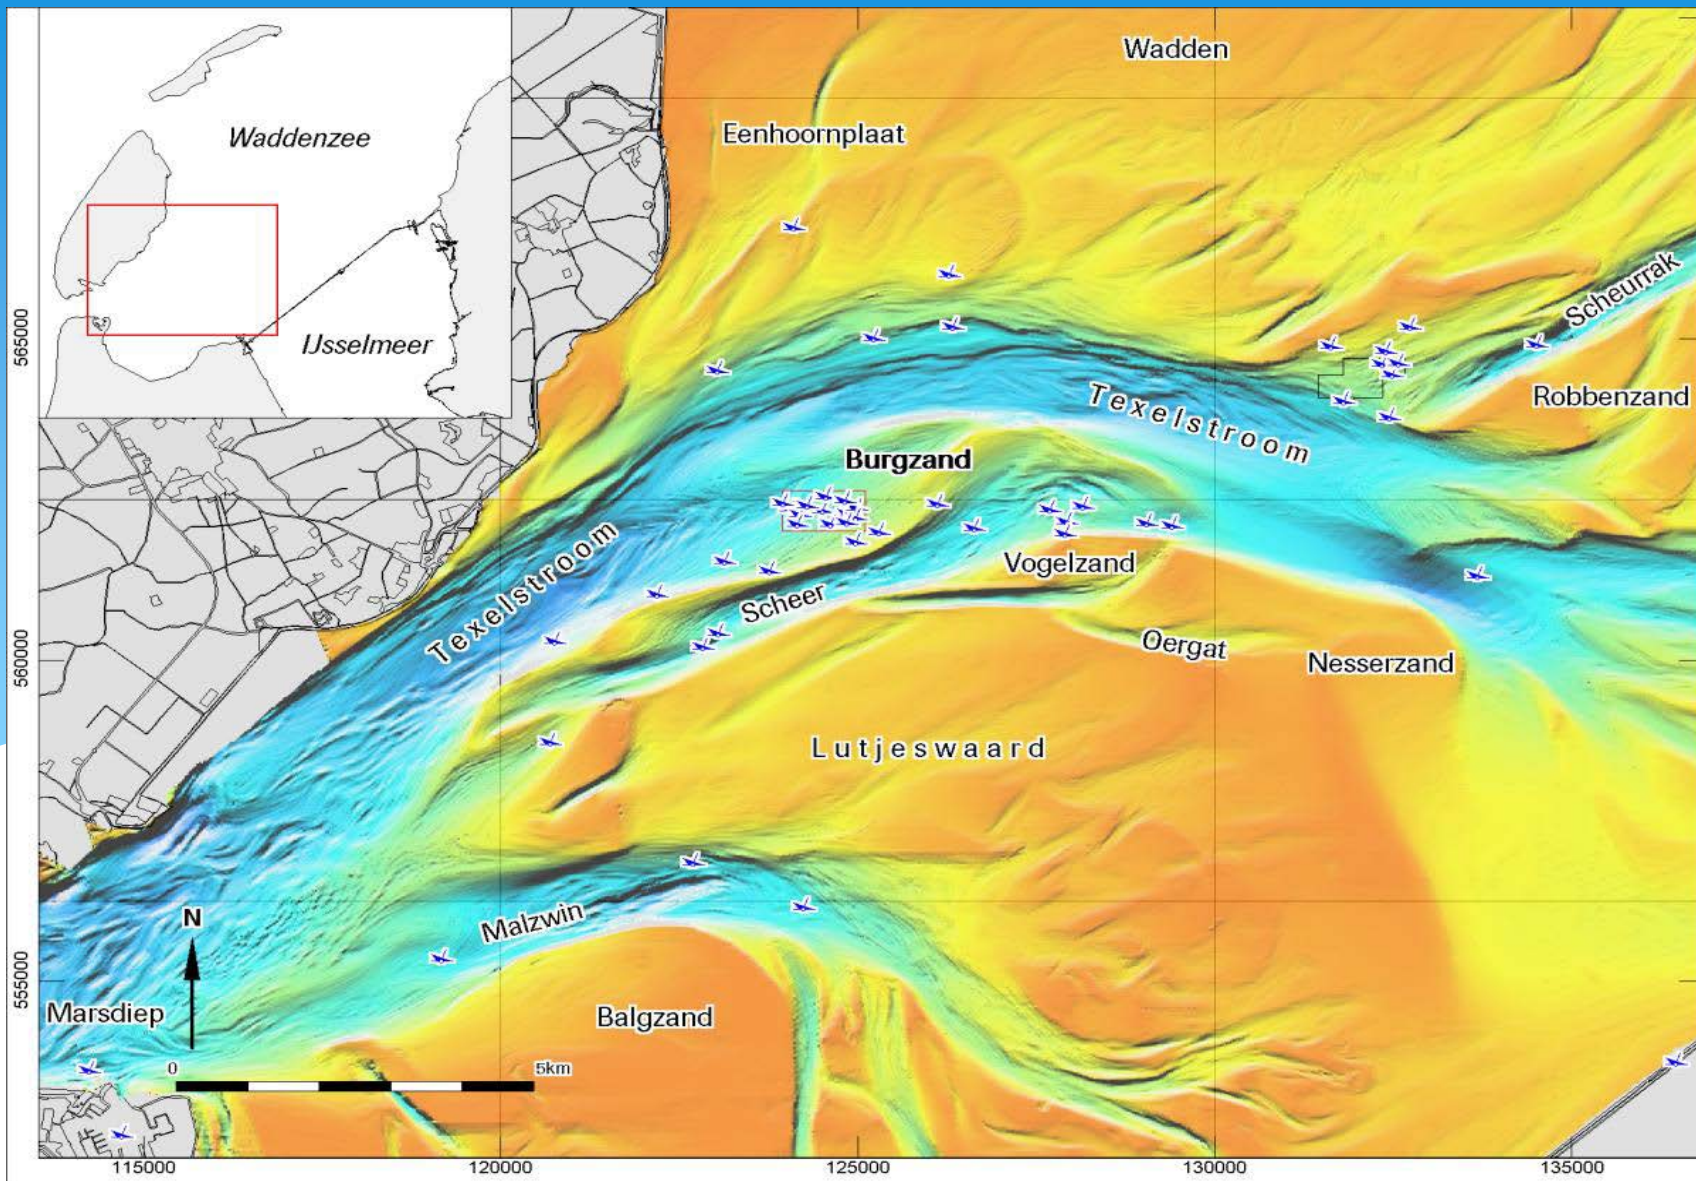 Wadden
Waddenzee
Eenhoornplaat
IJsselmeer
Scheurrak
Robbenzand
Texelstroom
Burgzand
Texelstroom
Vogelzand
Scheer
Oergat
Nesserzand
Lutjeswaard
Malzwin
N
Marsdiep
Balgzand
0
5km
565000
560000
555000
115000
120000
125000
130000
135000